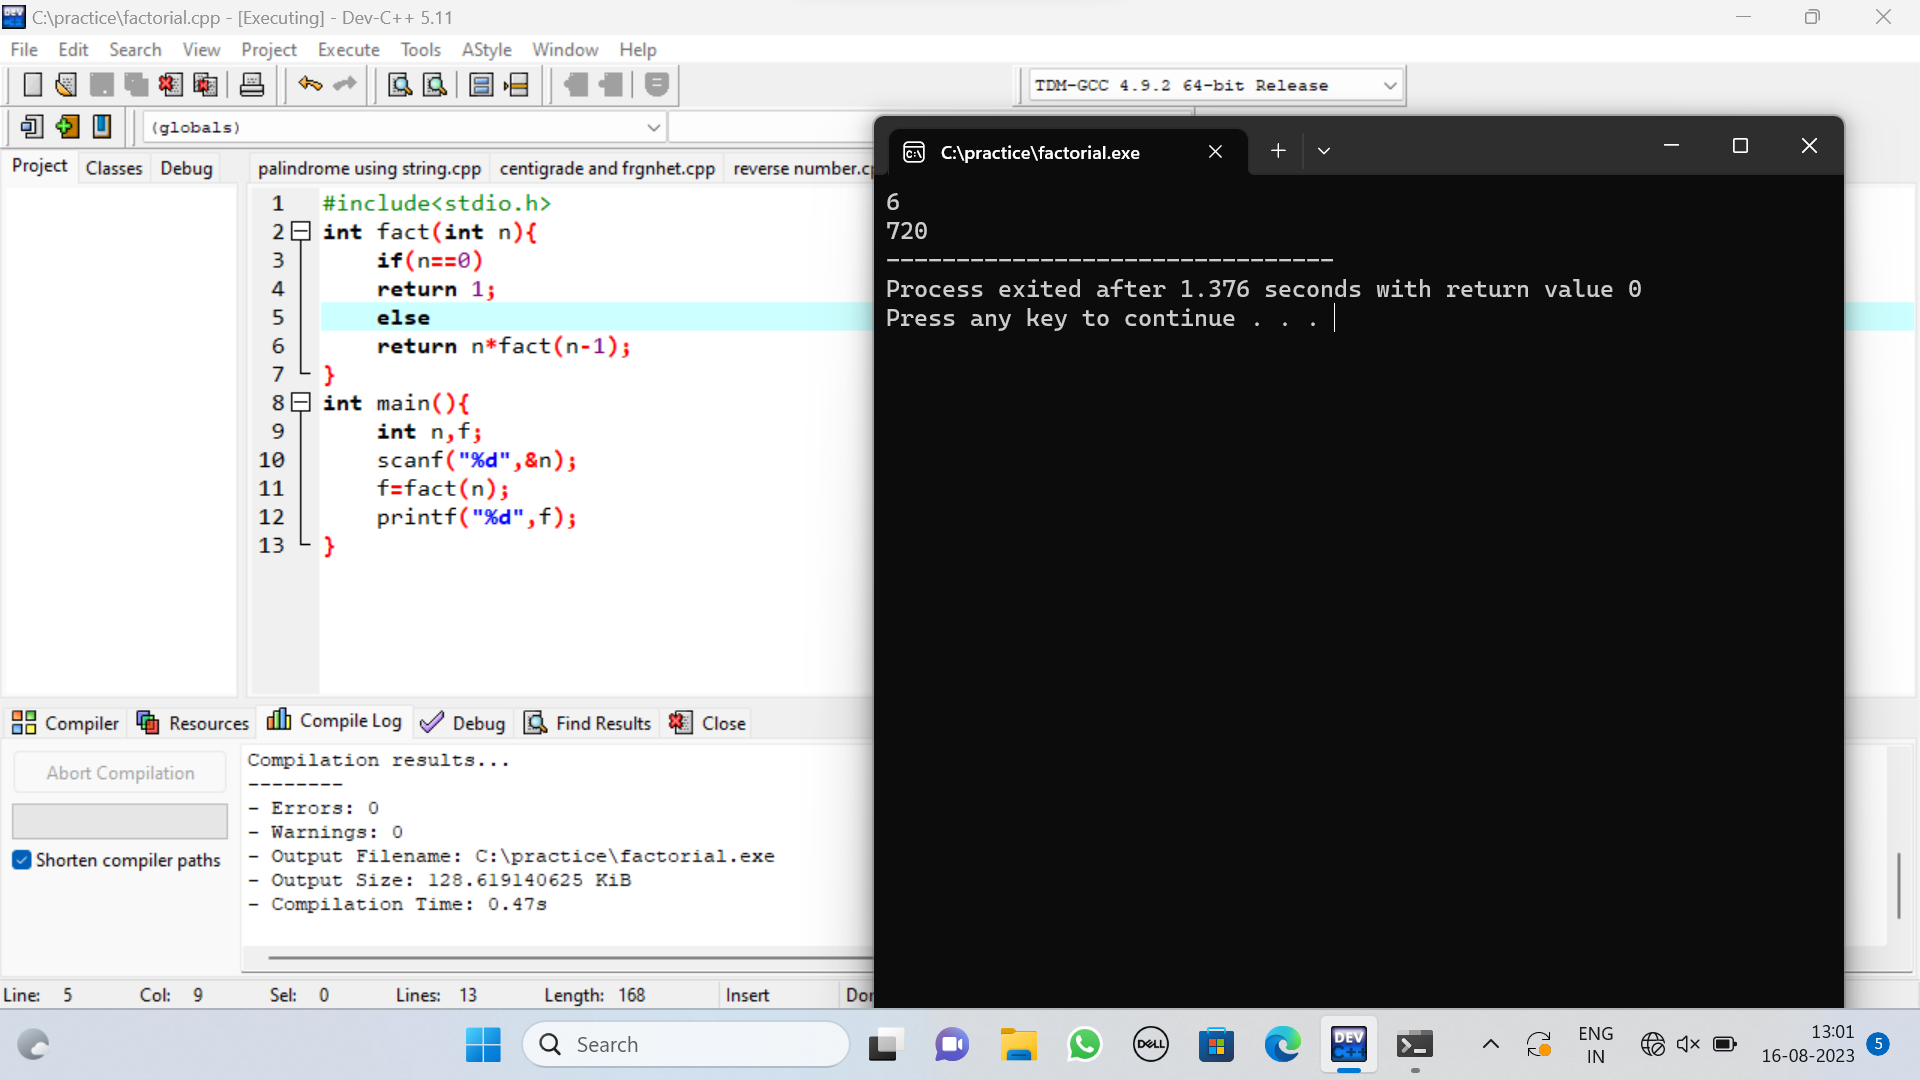 C:\practice\factorial.cpp - [Executing] - Dev-C++ 5.11
File Edit Search View Project Execute Tools AStyle Window Help
TDM-GCC 4.9.2 64-bit Release
(globals)
Project Classes Debug
palindrome using string.cpp centigrade and frgnhet.cpp reverse number.c
1 #include<stdio.h>
2 int fact(int n){
3 if(n==0)
4 return 1;
5 else
6 return n*fact(n-1);
7 }
8 int main(){
9 int n,f;
10 scanf("%d",&n);
11 f=fact(n);
12 printf("%d",f);
13 }
C:\practice\factorial.exe
6
720
--------------------------------
Process exited after 1.376 seconds with return value 0
Press any key to continue . . .
Compiler Resources Compile Log Debug Find Results Close
Abort Compilation
Shorten compiler paths
Compilation results...
--------
- Errors: 0
- Warnings: 0
- Output Filename: C:\practice\factorial.exe
- Output Size: 128.619140625 KiB
- Compilation Time: 0.47s
Line: 5 Col: 9 Sel: 0 Lines: 13 Length: 168 Insert Don
Search
DELL
DEV C++
ENG
IN
13:01
16-08-2023
5